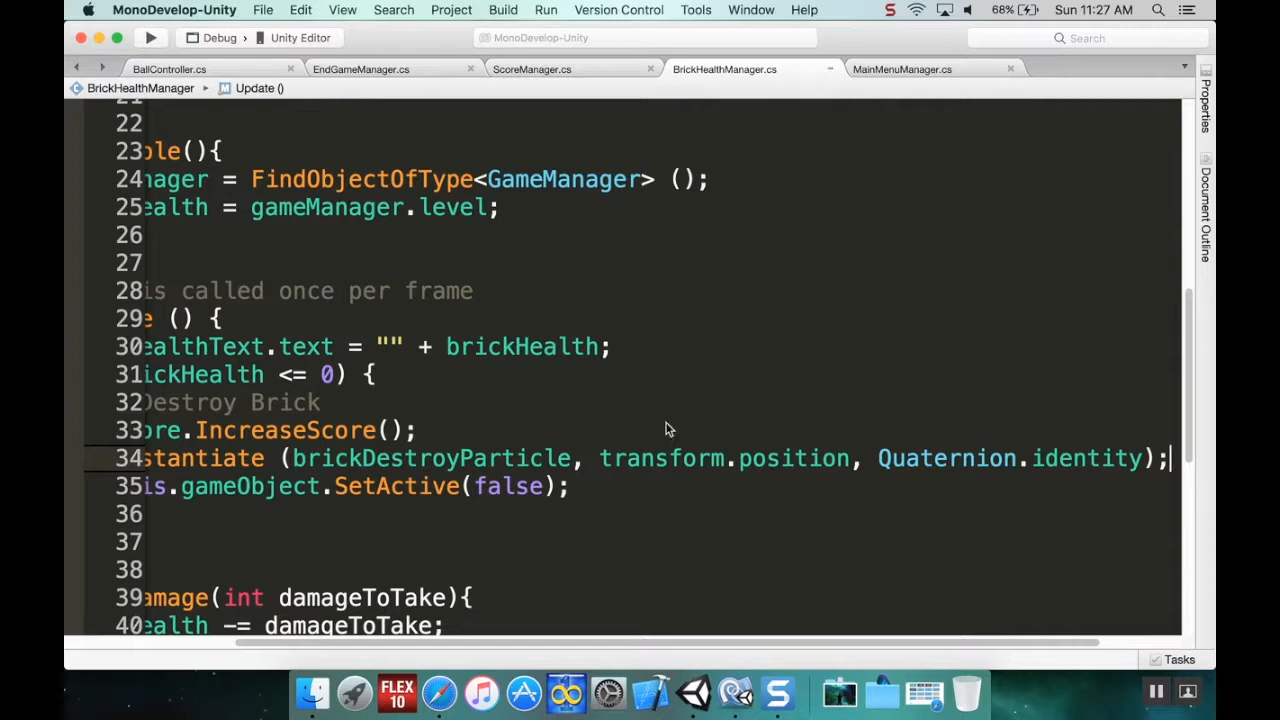 MonoDevelop-Unity File Edit View Search Project Build Run Version Control Tools Window Help S 68% Sun 11:27 AM
Debug > Unity Editor MonoDevelop-Unity Search
BallController.cs EndGameManager.cs ScoreManager.cs BrickHealthManager.cs MainMenuManager.cs
BrickHealthManager Update ()
Properties
Document Outline
21
22
23 ble(){
24 nager = FindObjectOfType<GameManager> ();
25 ealth = gameManager.level;
26
27
28 is called once per frame
29 e () {
30 ealthText.text = "" + brickHealth;
31 ickHealth <= 0) {
32 Destroy Brick
33 ore.IncreaseScore();
34 stantiate (brickDestroyParticle, transform.position, Quaternion.identity);
35 is.gameObject.SetActive(false);
36
37
38
39 amage(int damageToTake){
40 ealth -= damageToTake;
Tasks
FLEX
10
S